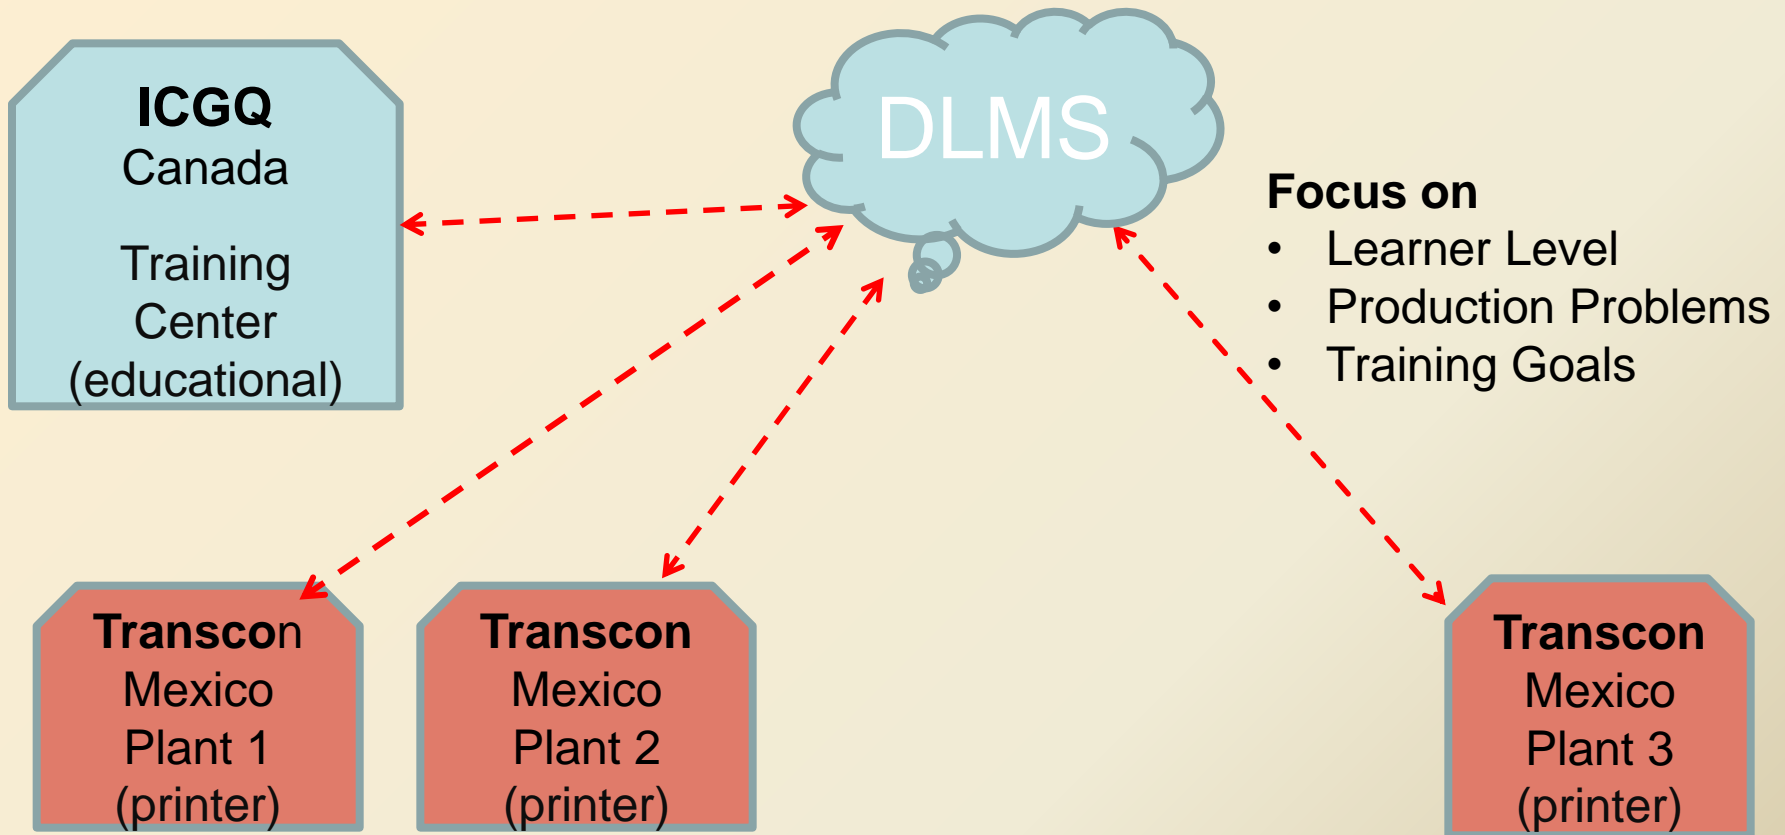 ICGQ
Canada
Training
Center
(educational)
DLMS
Focus on
• Learner Level
• Production Problems
• Training Goals
Transcon
Mexico
Plant 1
(printer)
Transcon
Mexico
Plant 2
(printer)
Transcon
Mexico
Plant 3
(printer)